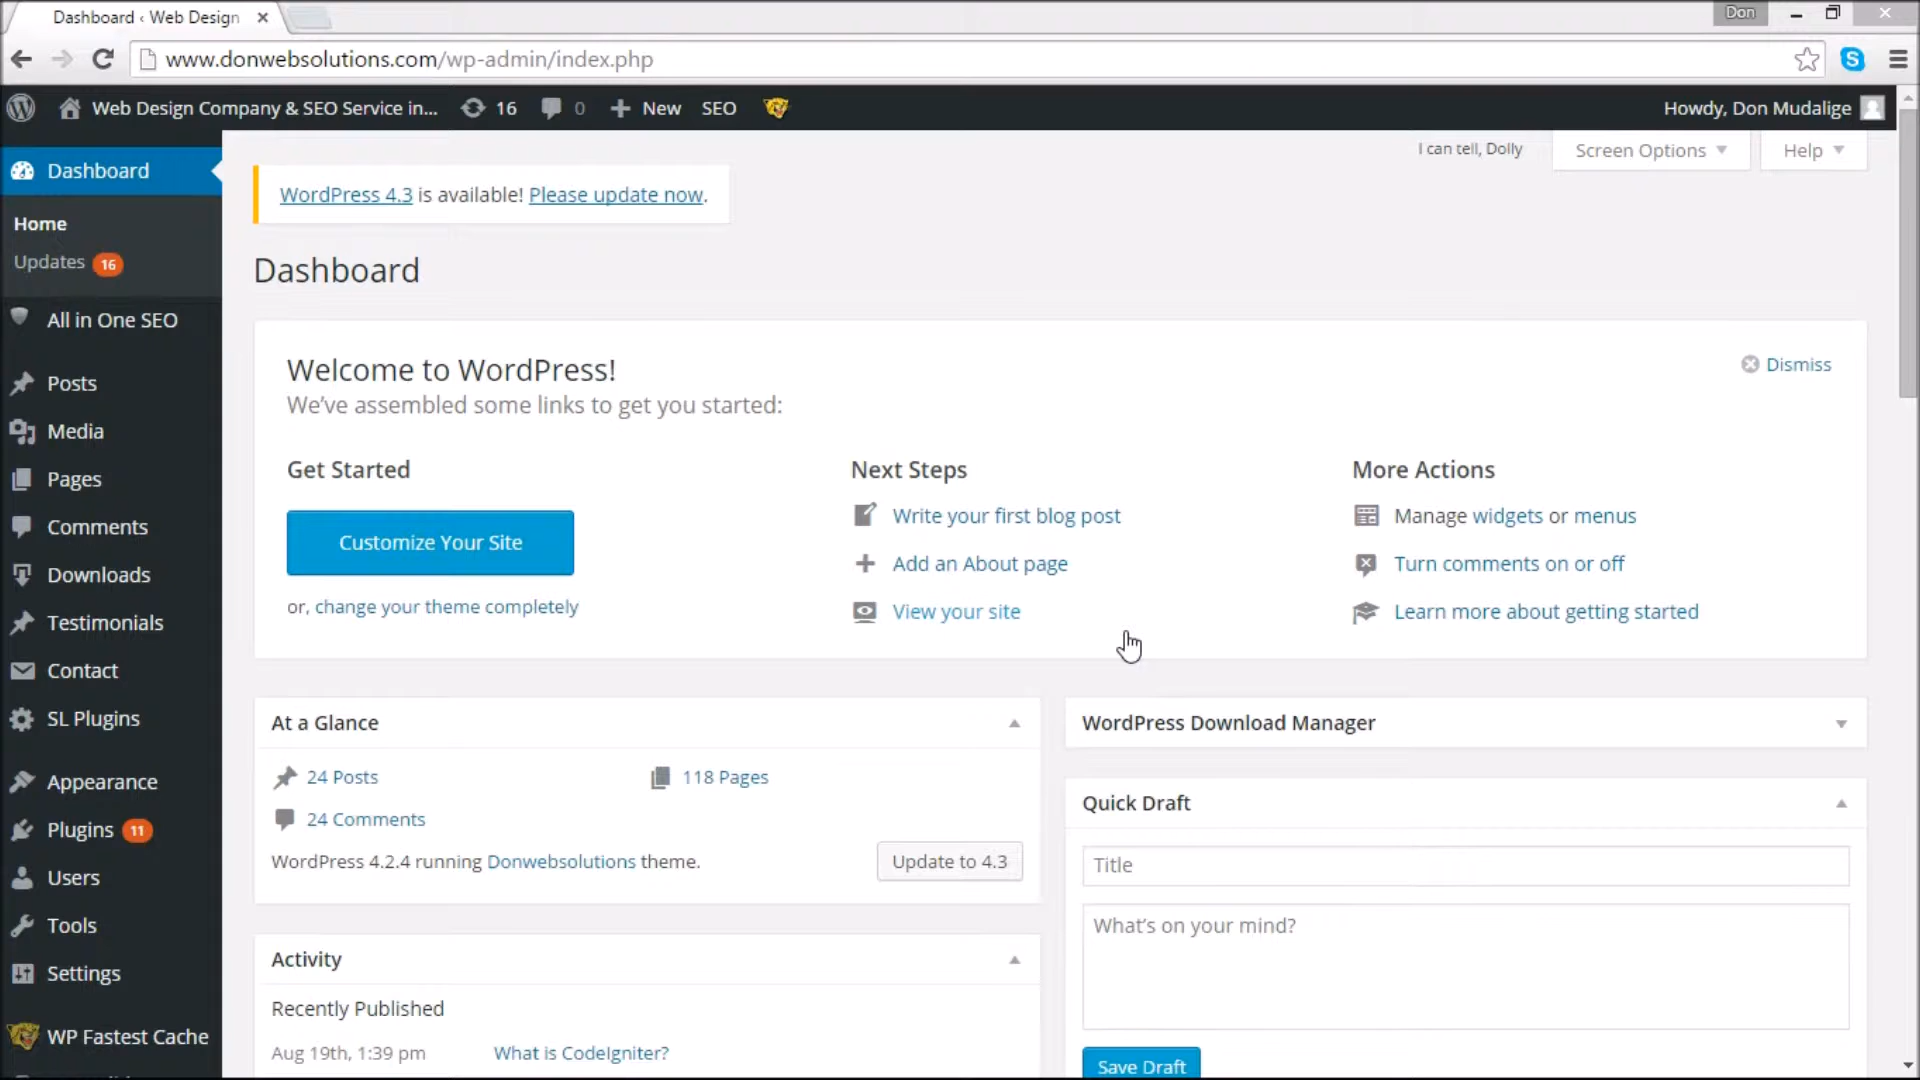 Dashboard ‹ Web Design
Don
www.donwebsolutions.com/wp-admin/index.php
Web Design Company & SEO Service in... 16 0 New SEO
Howdy, Don Mudalige
Dashboard
Home
Updates 16
All in One SEO
Posts
Media
Pages
Comments
Downloads
Testimonials
Contact
SL Plugins
Appearance
Plugins 11
Users
Tools
Settings
WP Fastest Cache
I can tell, Dolly
Screen Options
Help
WordPress 4.3 is available! Please update now.
Dashboard
Welcome to WordPress!
We've assembled some links to get you started:
Dismiss
Get Started
Customize Your Site
or, change your theme completely
Next Steps
Write your first blog post
Add an About page
View your site
More Actions
Manage widgets or menus
Turn comments on or off
Learn more about getting started
At a Glance
24 Posts
118 Pages
24 Comments
WordPress 4.2.4 running Donwebsolutions theme.
Update to 4.3
Activity
Recently Published
Aug 19th, 1:39 pm
What is CodeIgniter?
WordPress Download Manager
Quick Draft
Title
What's on your mind?
Save Draft